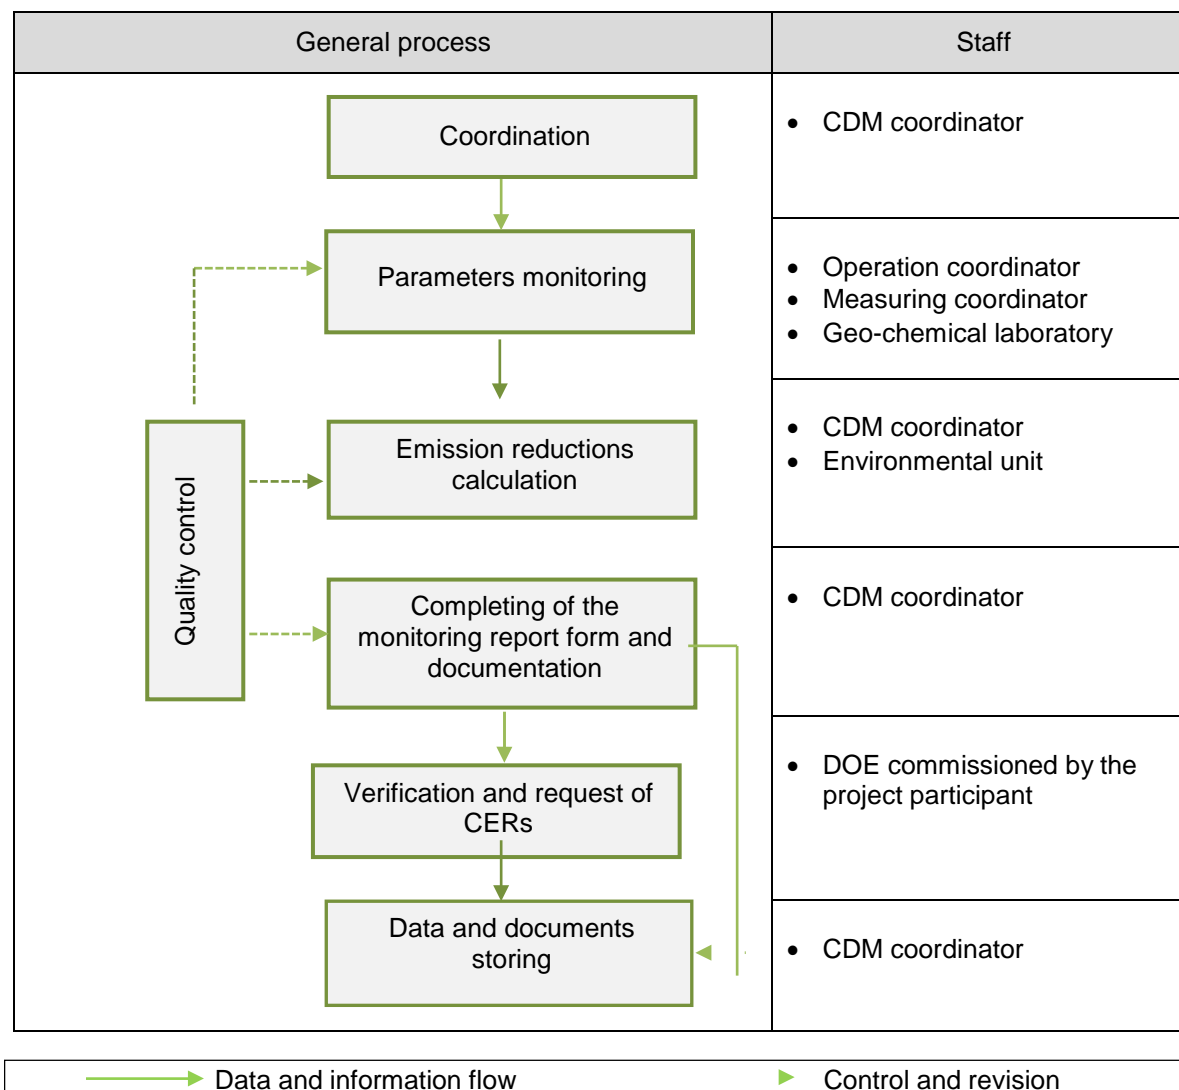 General process
Staff
Coordination
• CDM coordinator
Parameters monitoring
• Operation coordinator
• Measuring coordinator
• Geo-chemical laboratory
Quality control
Emission reductions
calculation
• CDM coordinator
• Environmental unit
Completing of the
monitoring report form and
documentation
• CDM coordinator
Verification and request of
CERs
• DOE commissioned by the
project participant
Data and documents
storing
• CDM coordinator
Data and information flow
Control and revision